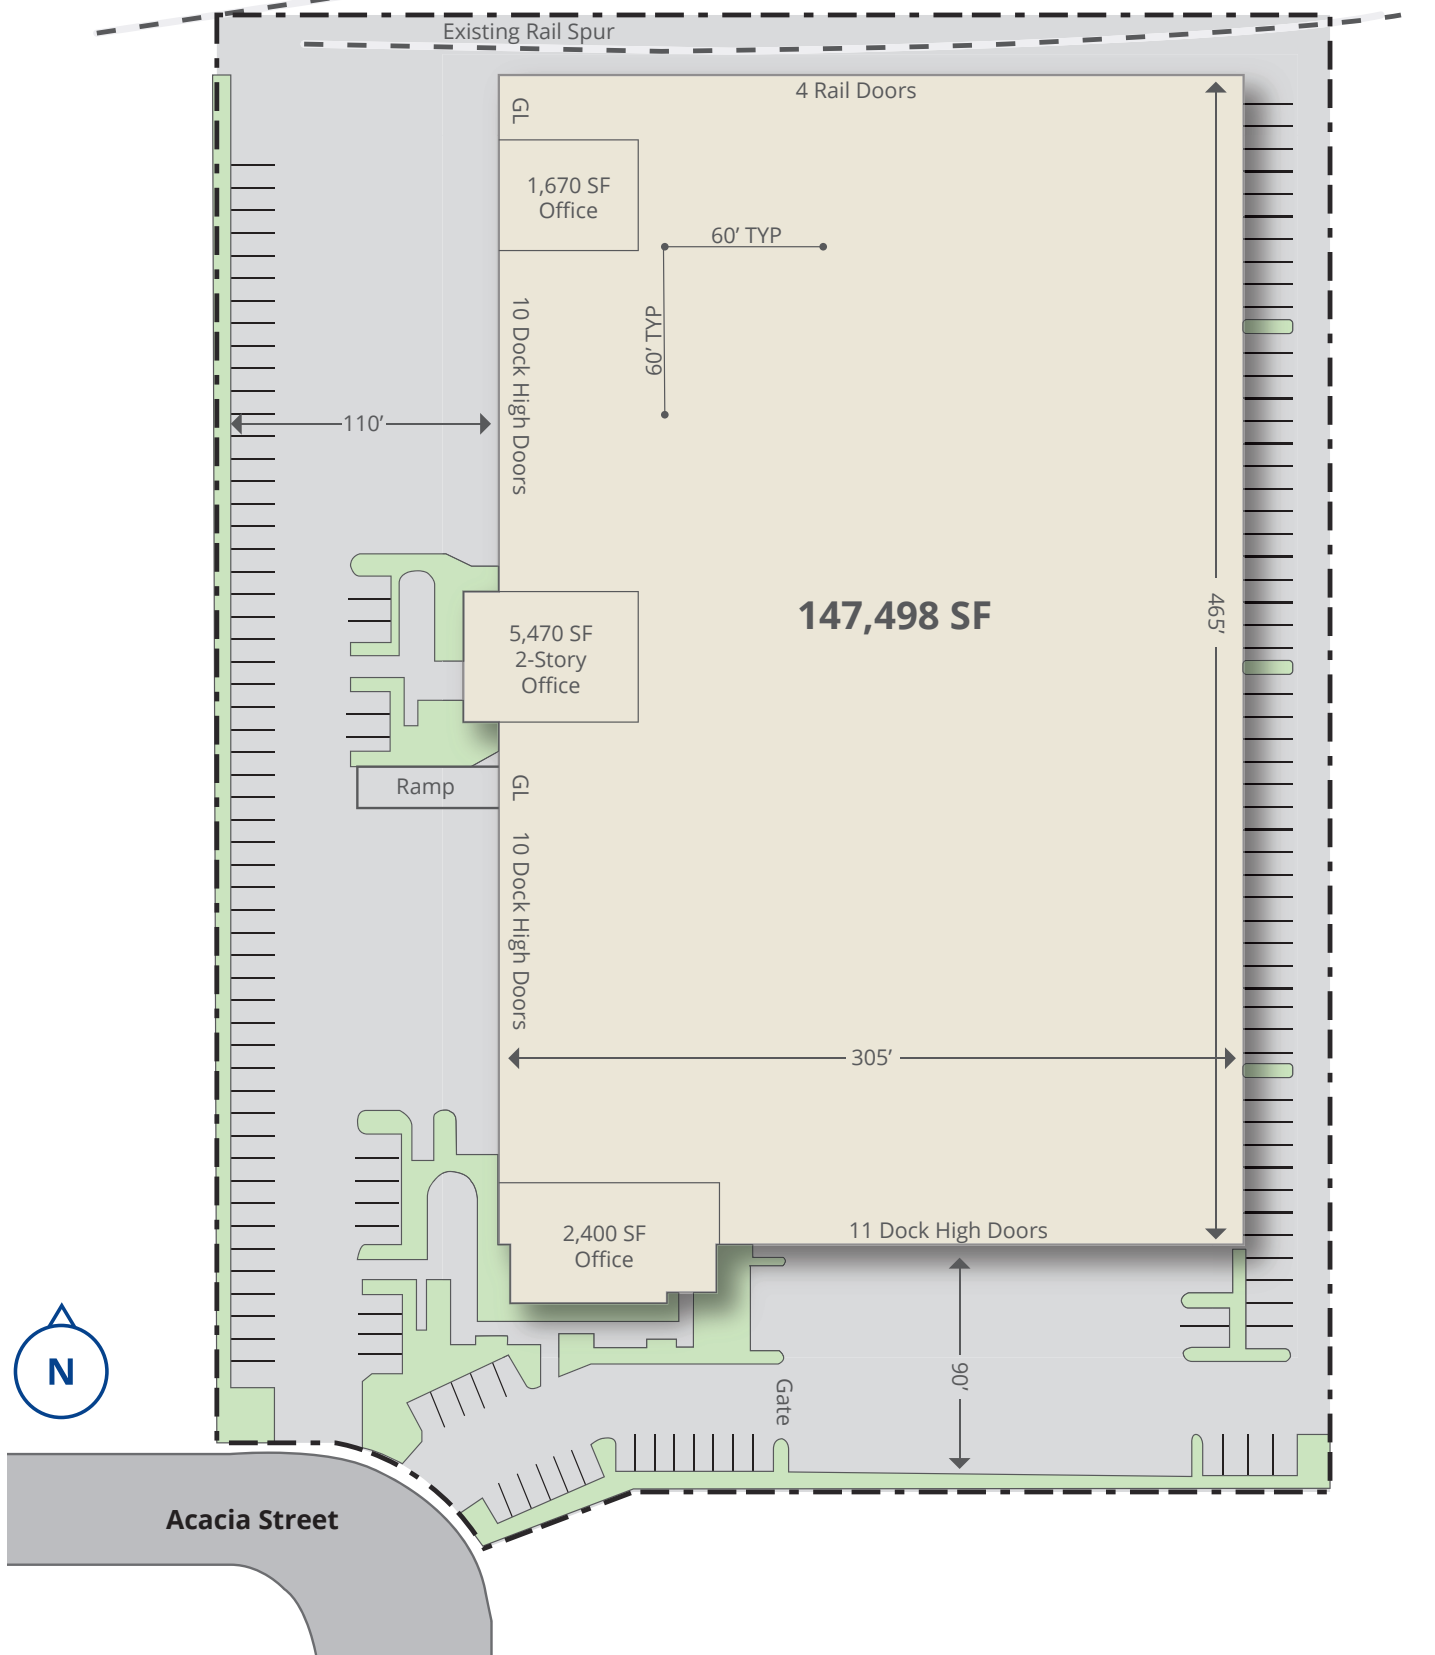 Existing Rail Spur
4 Rail Doors
GL
1,670 SF
Office
60’ TYP
60’ TYP
10 Dock High Doors
110’
465’
147,498 SF
5,470 SF
2-Story
Office
Ramp
GL
10 Dock High Doors
305’
2,400 SF
Office
11 Dock High Doors
90’
Gate
N
Acacia Street